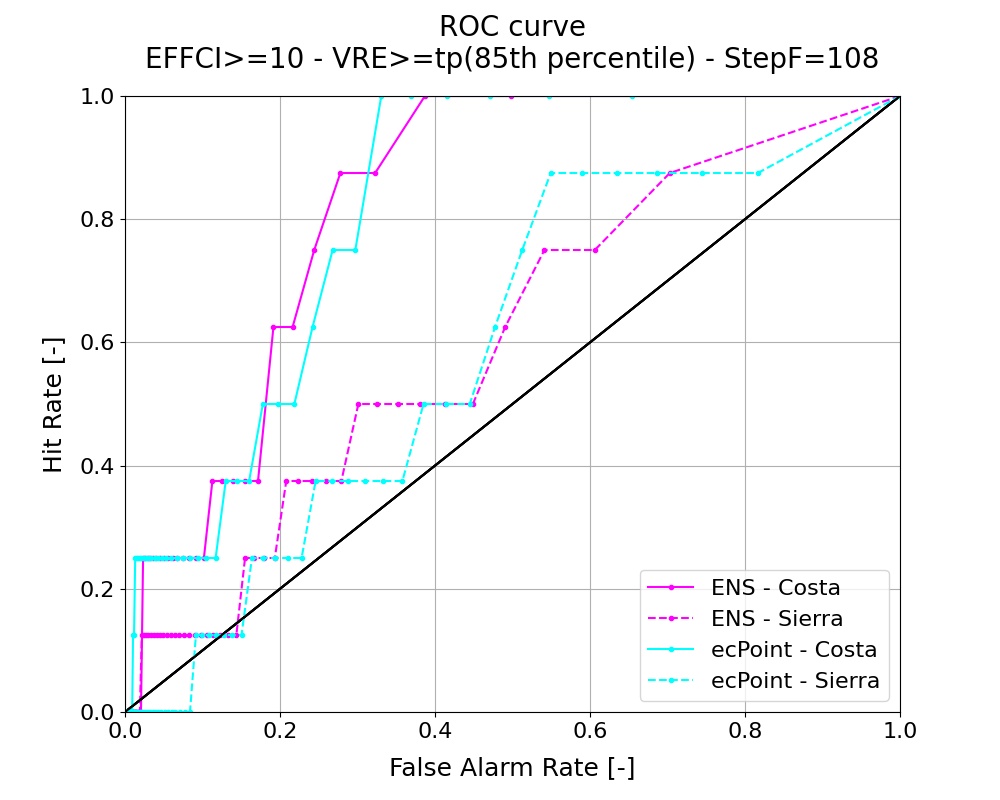 ROC curve
EFFCI>=10 - VRE>=tp(85th percentile) - StepF=108
1.0
0.8
0.6
0.4
0.2
0.0
Hit Rate [-]
0.0 0.2 0.4 0.6 0.8 1.0
False Alarm Rate [-]
ENS - Costa
ENS - Sierra
ecPoint - Costa
ecPoint - Sierra